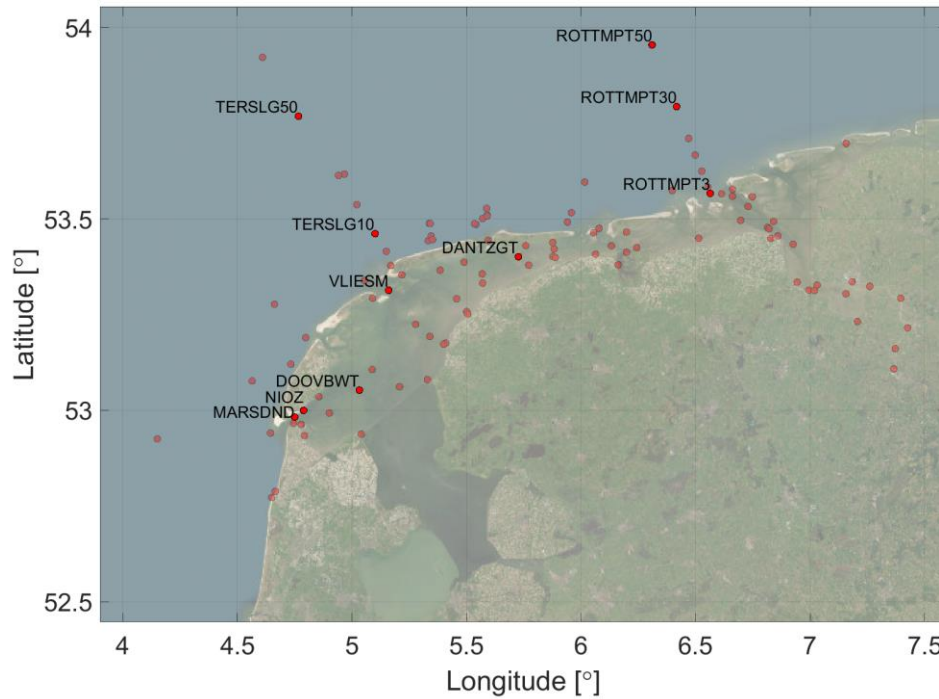 54
53.5
53
52.5
Latitude [°]
ROTTMPT50
ROTTMPT30
TERSLG50
ROTTMPT3
TERSLG10
DANTZGT
VLIESM
DOOVBWT
NIOZ
MARSDND
4
4.5
5
5.5
6
6.5
7
7.5
Longitude [°]